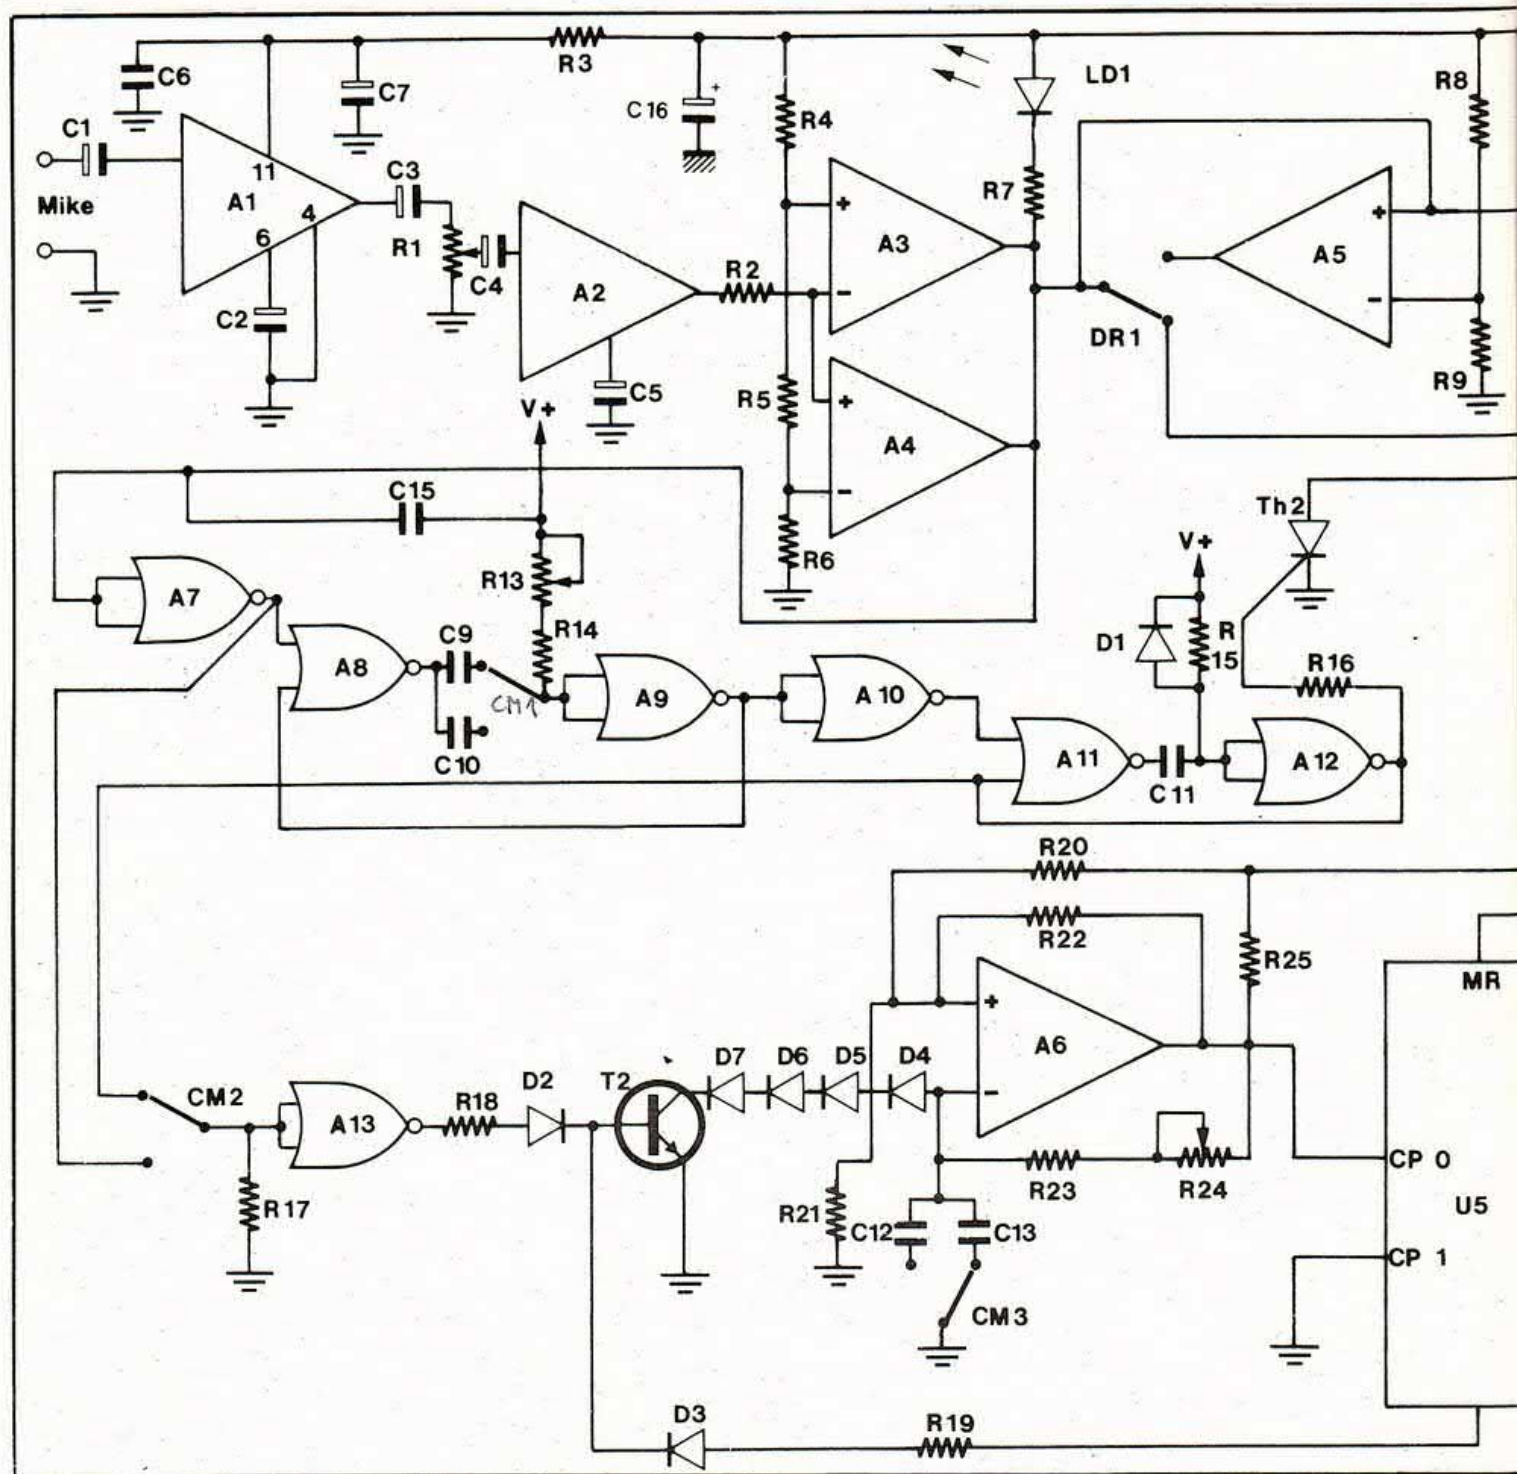 R3
C6
C7
C16
+
R4
LD1
R8
C1
11
A1
4
6
Mike
C3
R1
C4
C2
A2
R2
C5
+
A3
-
R7
+
A5
-
DR1
R9
R5
+
A4
-
R6
V+
C15
R13
R14
Th2
V+
A7
A8
C9
CM1
C10
A9
A10
A11
C11
D1
R
15
R16
A12
R20
R22
R25
MR
+
A6
-
CM2
A13
R18
D2
T2
D7
D6
D5
D4
R17
R21
C12
C13
R23
R24
CM3
CP 0
U5
CP 1
D3
R19